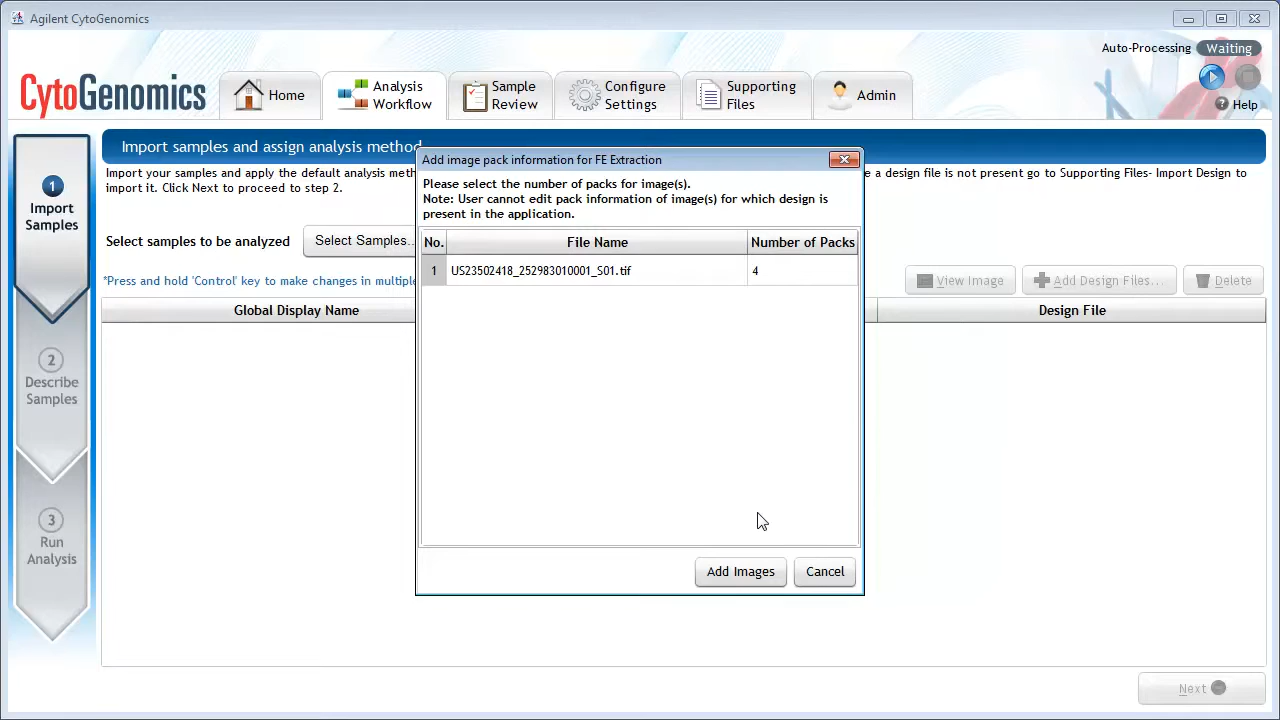 Agilent CytoGenomics
Auto-Processing Waiting
CytoGenomics
Home
Analysis
Workflow
Sample
Review
Configure
Settings
Supporting
Files
Admin
Help
Import samples and assign analysis method
Import your samples and apply the default analysis meth
e a design file is not present go to Supporting Files- Import Design to
import it. Click Next to proceed to step 2.
1
Import
Samples
2
Describe
Samples
3
Run
Analysis
Select samples to be analyzed
Select Samples...
*Press and hold 'Control' key to make changes in multiple
View Image
Add Design Files...
Delete
Global Display Name
Design File
Add image pack information for FE Extraction
Please select the number of packs for image(s).
Note: User cannot edit pack information of image(s) for which design is
present in the application.
No. File Name Number of Packs
1 US23502418_252983010001_S01.tif 4
Add Images
Cancel
Next